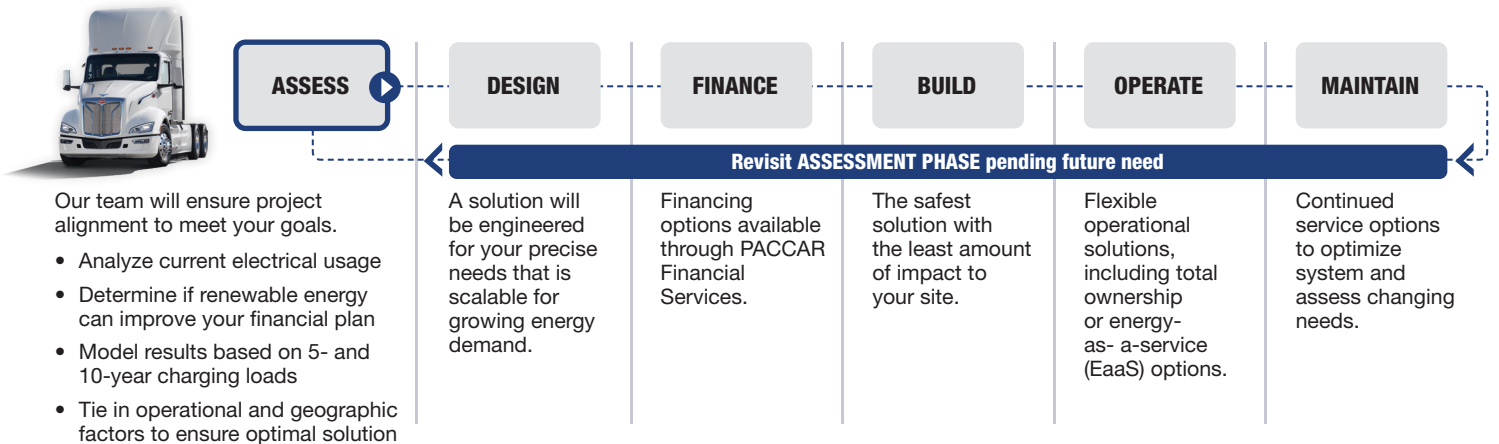 ASSESS
DESIGN
FINANCE
BUILD
OPERATE
MAINTAIN
Revisit ASSESSMENT PHASE pending future need
Our team will ensure project
alignment to meet your goals.
• Analyze current electrical usage
• Determine if renewable energy
can improve your financial plan
• Model results based on 5- and
10-year charging loads
• Tie in operational and geographic
factors to ensure optimal solution
A solution will
be engineered
for your precise
needs that is
scalable for
growing energy
demand.
Financing
options available
through PACCAR
Financial
Services.
The safest
solution with
the least amount
of impact to
your site.
Flexible
operational
solutions,
including total
ownership
or energy-
as- a-service
(EaaS) options.
Continued
service options
to optimize
system and
assess changing
needs.